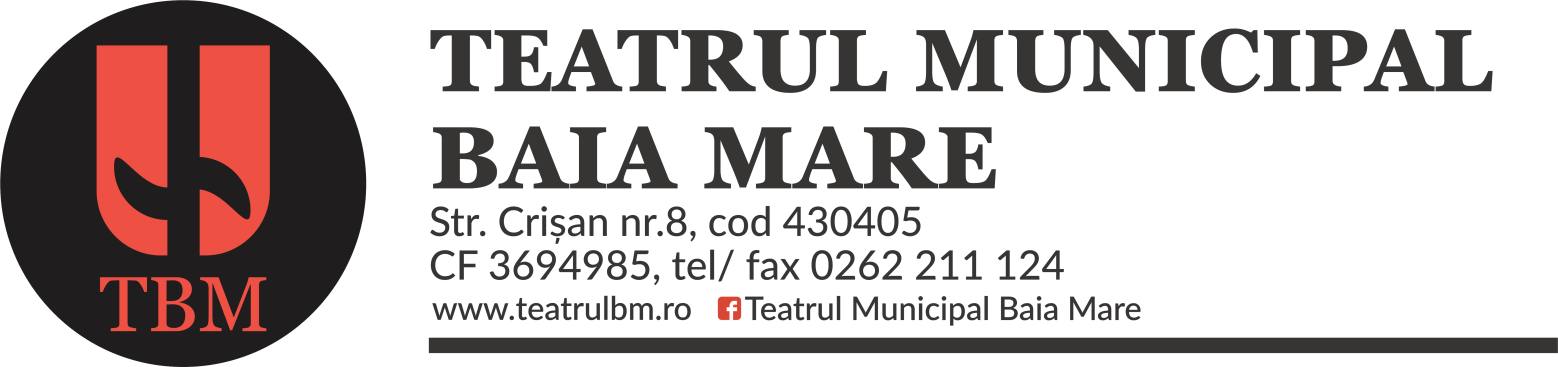 TBM
TEATRUL MUNICIPAL
BAIA MARE
Str. Crișan nr.8, cod 430405
CF 3694985, tel/ fax 0262 211 124
www.teatrulbm.ro Teatrul Municipal Baia Mare